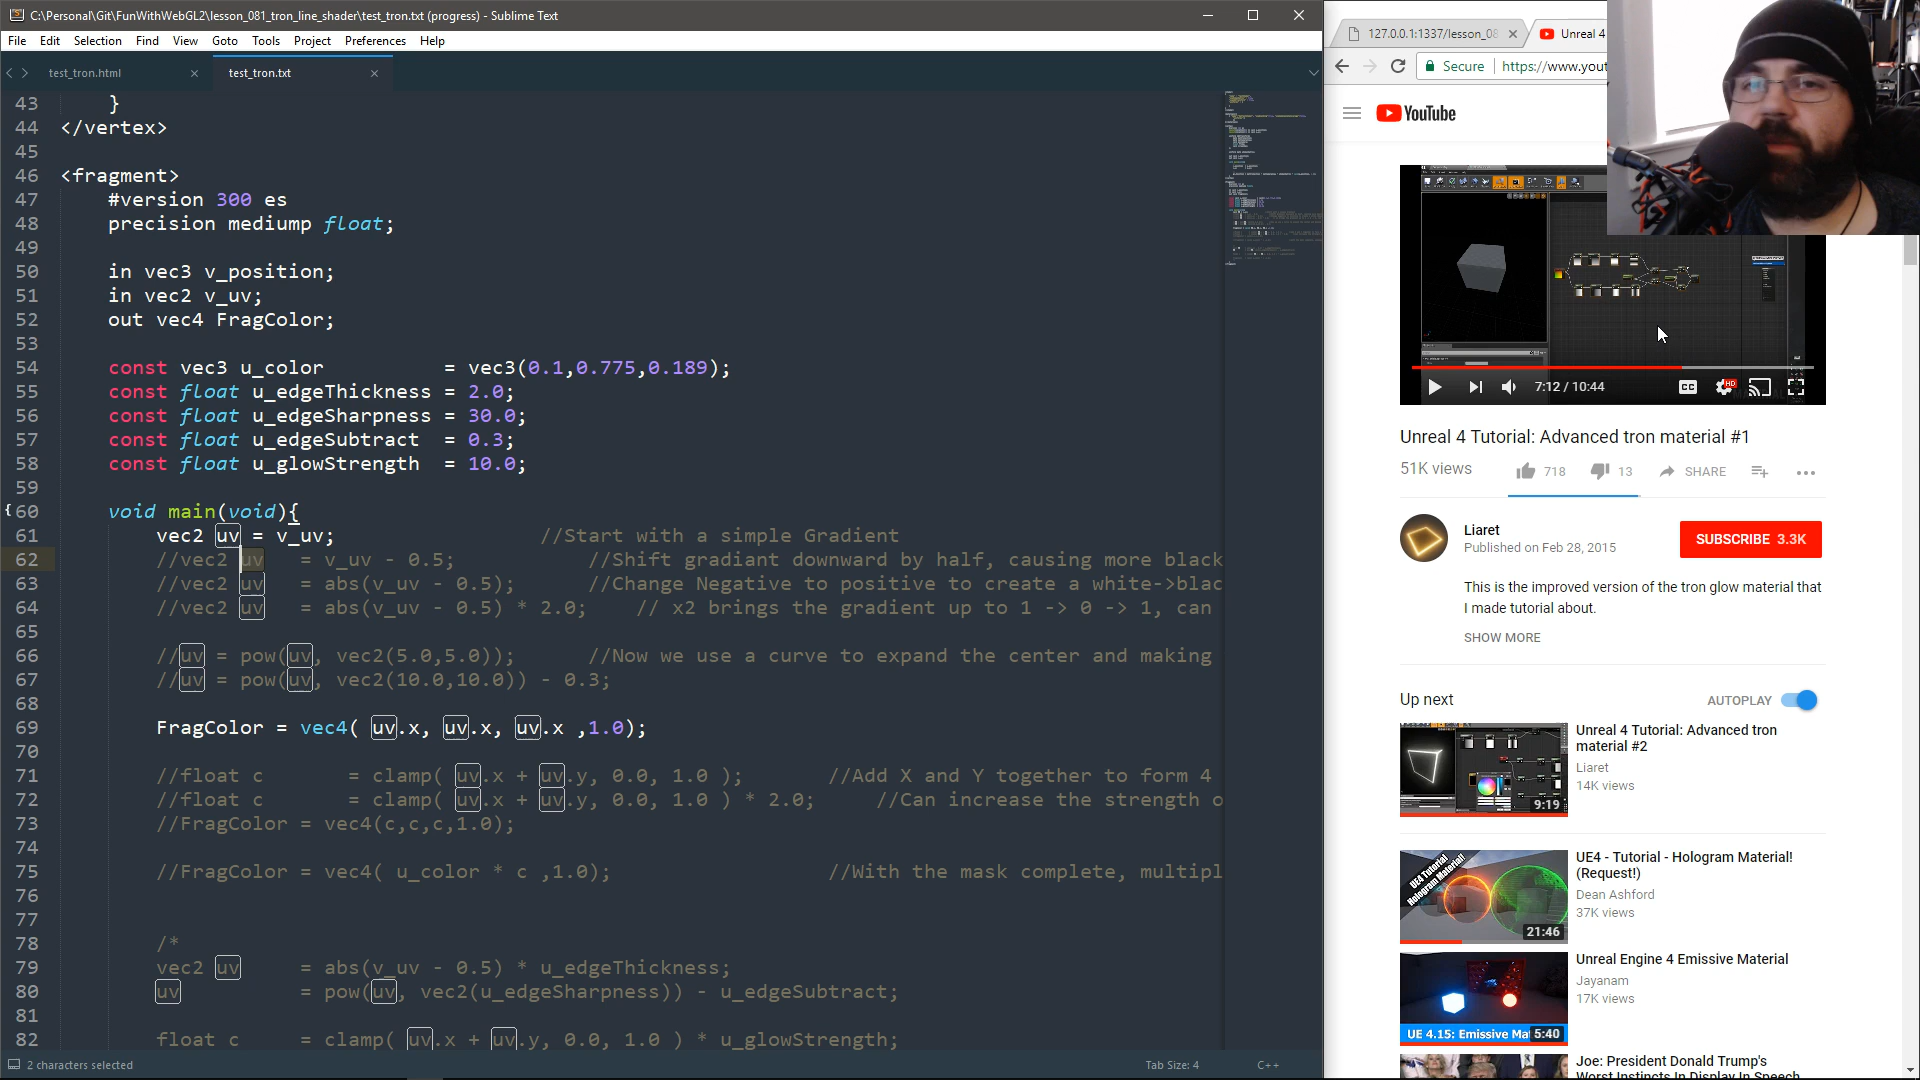 C:\Personal\Git\FunWithWebGL2\lesson_081_tron_line_shader\test_tron.txt (progress) - Sublime Text
File Edit Selection Find View Goto Tools Project Preferences Help
test_tron.html
test_tron.txt
43 }
44 </vertex>
45
46 <fragment>
47 #version 300 es
48 precision mediump float;
49
50 in vec3 v_position;
51 in vec2 v_uv;
52 out vec4 FragColor;
53
54 const vec3 u_color = vec3(0.1,0.775,0.189);
55 const float u_edgeThickness = 2.0;
56 const float u_edgeSharpness = 30.0;
57 const float u_edgeSubtract = 0.3;
58 const float u_glowStrength = 10.0;
59
60 void main(void){
61 vec2 uv = v_uv; //Start with a simple Gradient
62 //vec2 uv = v_uv - 0.5; //Shift gradiant downward by half, causing more black
63 //vec2 uv = abs(v_uv - 0.5); //Change Negative to positive to create a white->blac
64 //vec2 uv = abs(v_uv - 0.5) * 2.0; // x2 brings the gradient up to 1 -> 0 -> 1, can
65
66 //uv = pow(uv, vec2(5.0,5.0)); //Now we use a curve to expand the center and making
67 //uv = pow(uv, vec2(10.0,10.0)) - 0.3;
68
69 FragColor = vec4( uv.x, uv.x, uv.x ,1.0);
70
71 //float c = clamp( uv.x + uv.y, 0.0, 1.0 ); //Add X and Y together to form 4
72 //float c = clamp( uv.x + uv.y, 0.0, 1.0 ) * 2.0; //Can increase the strength o
73 //FragColor = vec4(c,c,c,1.0);
74
75 //FragColor = vec4( u_color * c ,1.0); //With the mask complete, multipl
76
77
78 /*
79 vec2 uv = abs(v_uv - 0.5) * u_edgeThickness;
80 uv = pow(uv, vec2(u_edgeSharpness)) - u_edgeSubtract;
81
82 float c = clamp( uv.x + uv.y, 0.0, 1.0 ) * u_glowStrength;
2 characters selected
Tab Size: 4
C++
127.0.0.1:1337/lesson_08
Unreal 4
Secure
https://www.yout
YouTube
7:12 / 10:44
CC
HD
Unreal 4 Tutorial: Advanced tron material #1
51K views
718
13
SHARE
Liaret
Published on Feb 28, 2015
SUBSCRIBE 3.3K
This is the improved version of the tron glow material that
I made tutorial about.
SHOW MORE
Up next
AUTOPLAY
Unreal 4 Tutorial: Advanced tron
material #2
Liaret
14K views
9:19
UE4 Tutorial
Hologram Material!
UE4 - Tutorial - Hologram Material!
(Request!)
Dean Ashford
37K views
21:46
Unreal Engine 4 Emissive Material
Jayanam
17K views
UE 4.15: Emissive Mat
5:40
Joe: President Donald Trump's
Worst Instincts In Display In Speech